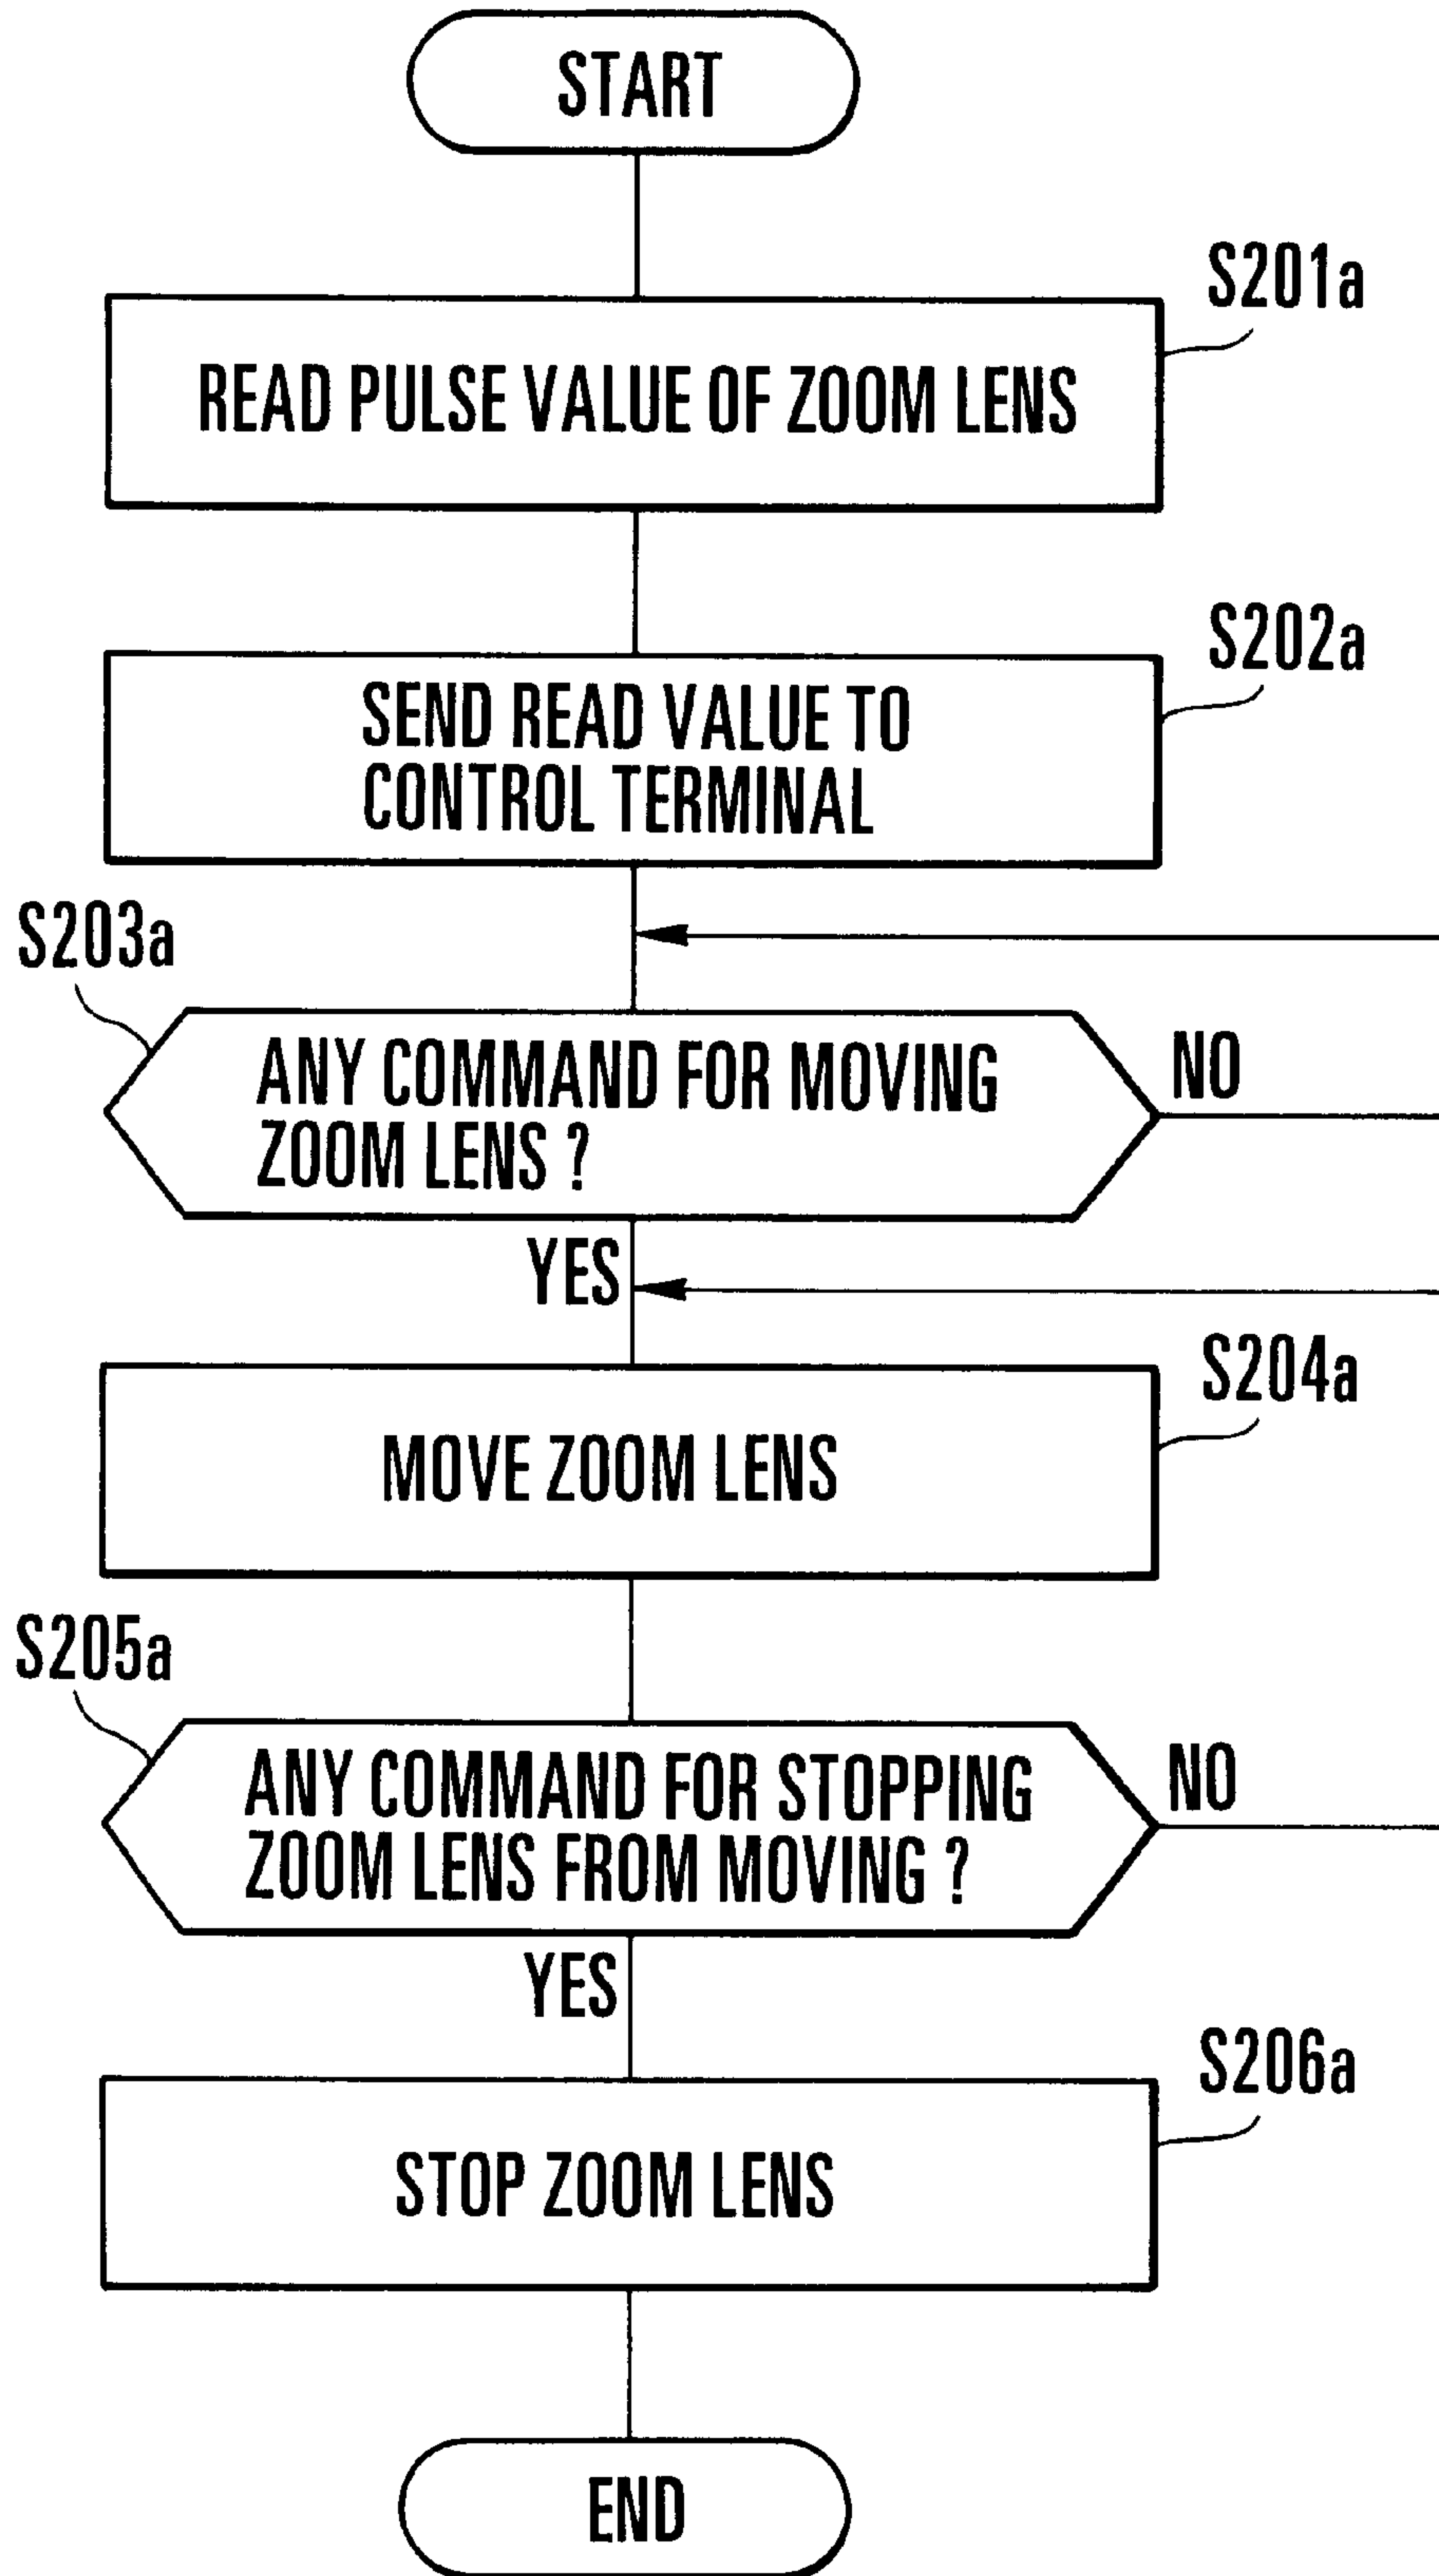 START
S201a
READ PULSE VALUE OF ZOOM LENS
S202a
SEND READ VALUE TO
CONTROL TERMINAL
S203a
ANY COMMAND FOR MOVING
ZOOM LENS ?
NO
YES
S204a
MOVE ZOOM LENS
S205a
ANY COMMAND FOR STOPPING
ZOOM LENS FROM MOVING ?
NO
YES
S206a
STOP ZOOM LENS
END